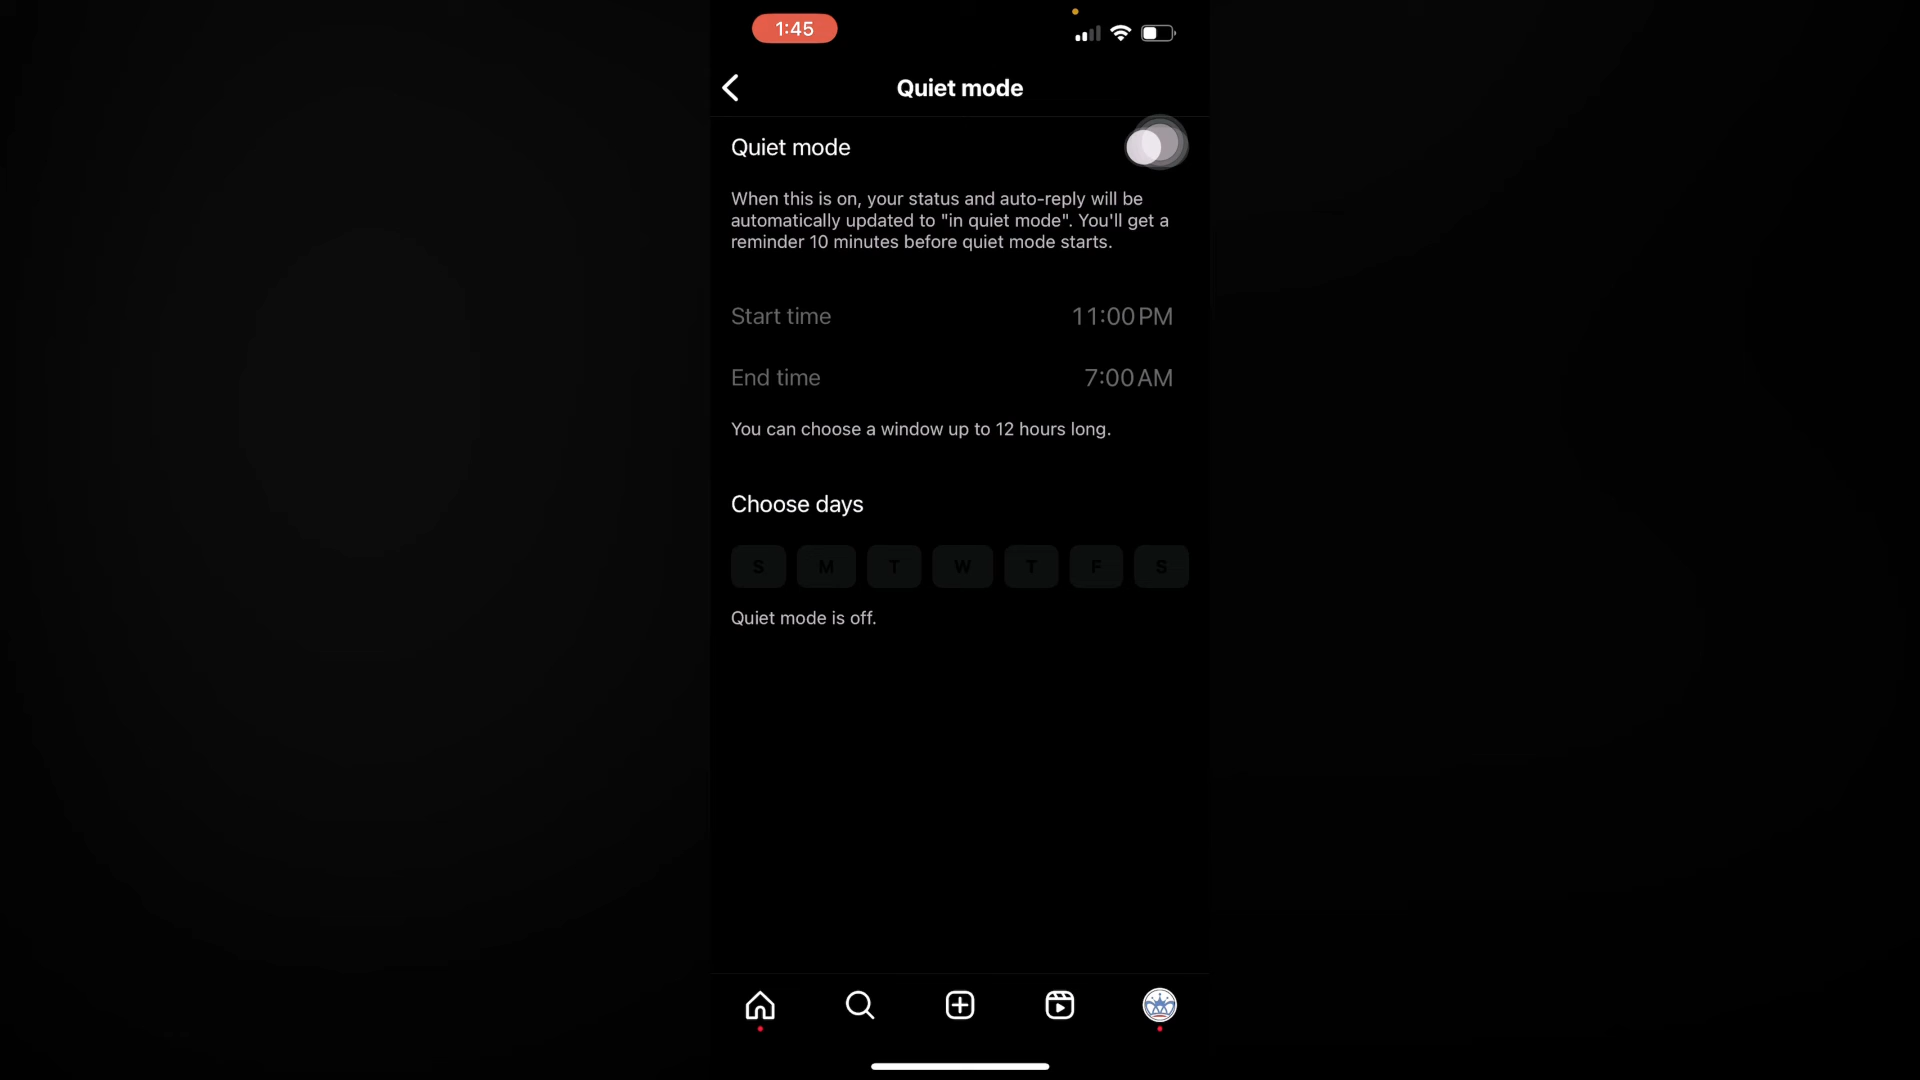 1:45
Quiet mode
Quiet mode
When this is on, your status and auto-reply will be
automatically updated to "in quiet mode". You'll get a
reminder 10 minutes before quiet mode starts.
Start time 11:00 PM
End time 7:00 AM
You can choose a window up to 12 hours long.
Choose days
S M T W T F S
Quiet mode is off.